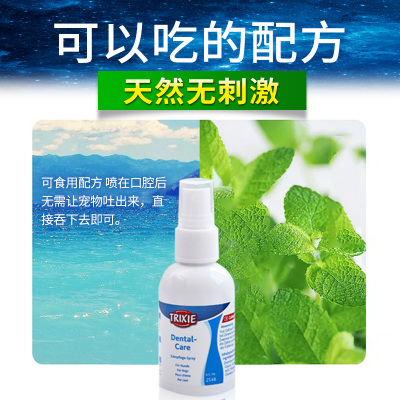 可以吃的配方
天然无刺激
可食用配方 喷在口腔后
无需让宠物吐出来，直
接吞下去即可。
TRIXIE
Dental-
Care